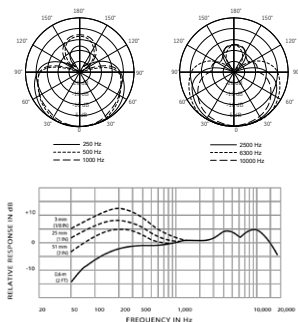 180°
150° 150°
120° 120°
90° 90°
60° 60°
30° 30°
0
250 Hz
500 Hz
1000 Hz
180°
150° 150°
120° 120°
90° 90°
60° 60°
30° 30°
0
2500 Hz
6300 Hz
10000 Hz
RELATIVE RESPONSE IN dB
+10
0
-10
3 mm
(1/8 IN)
25 mm
(1 IN)
51 mm
(2 IN)
0.6 m
(2 FT)
20 50 100 200 500 1,000 10,000 20,000
FREQUENCY IN Hz